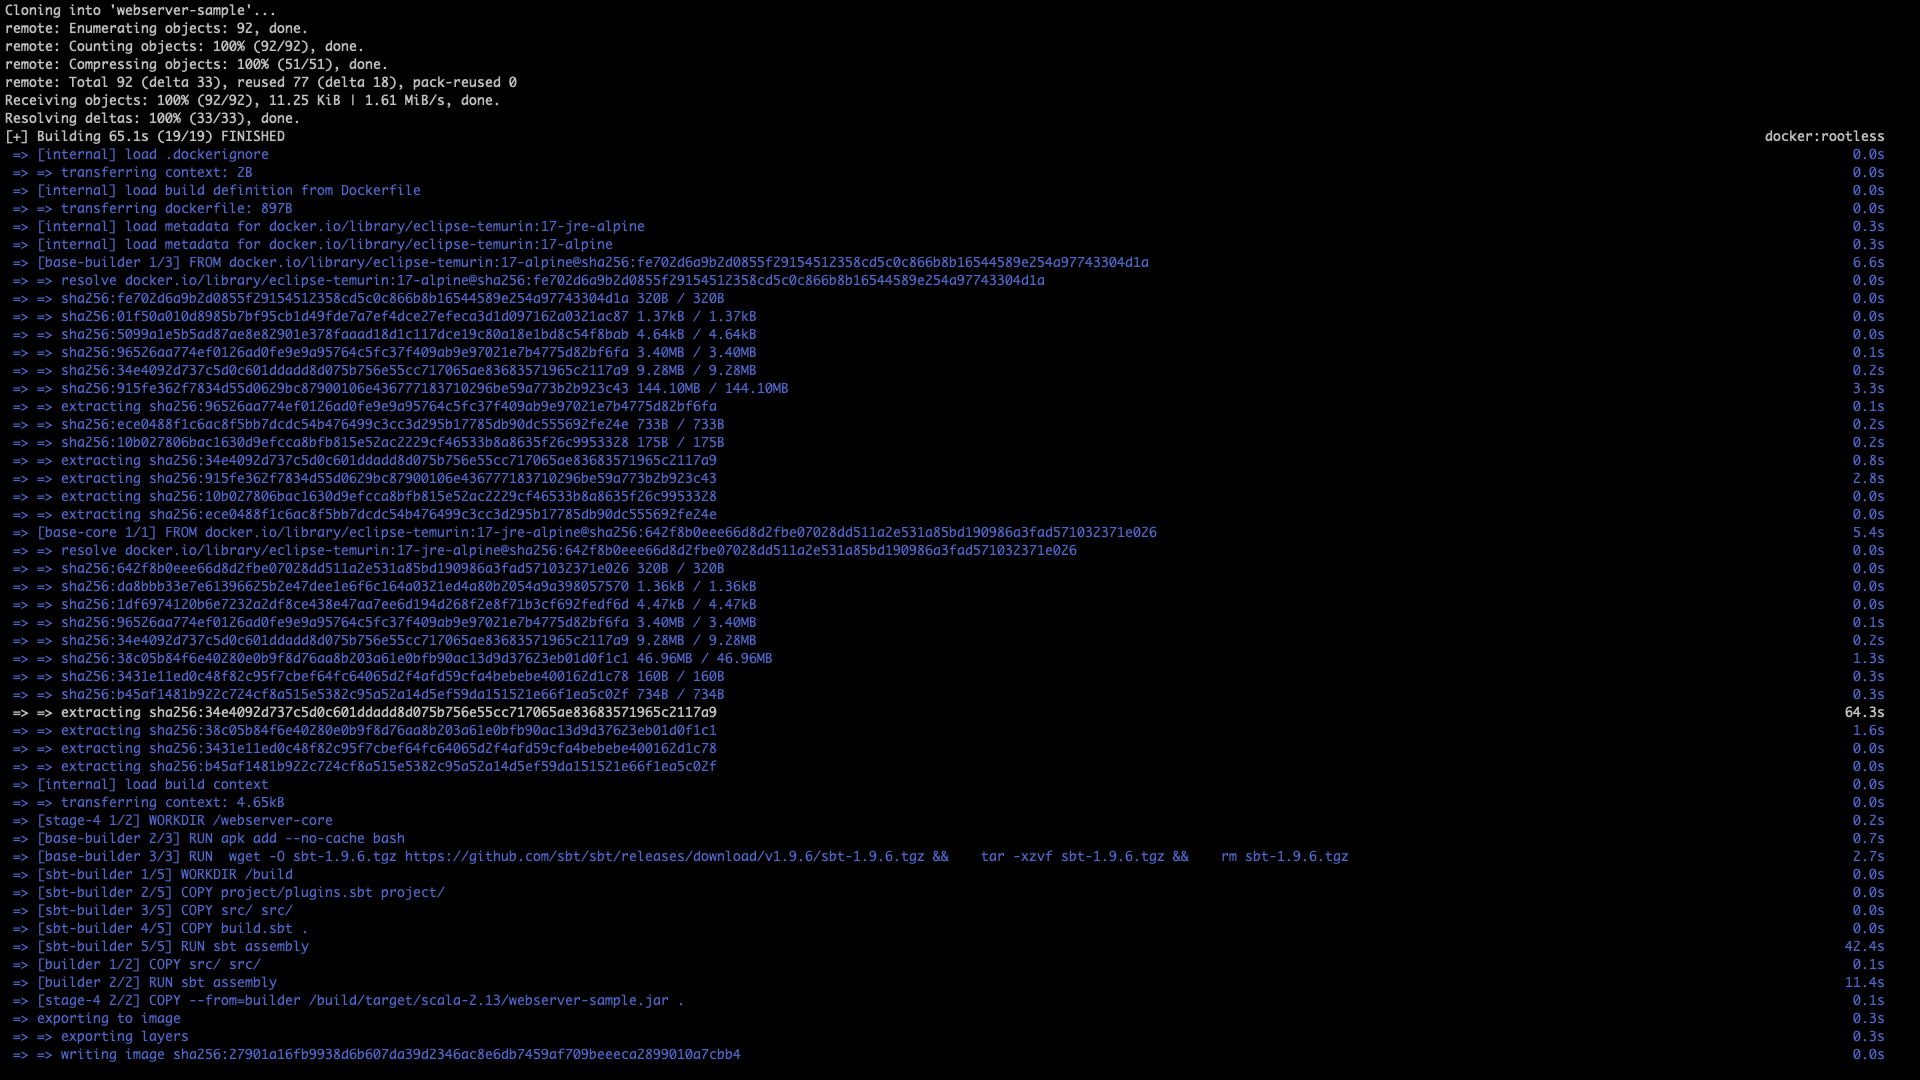 Cloning into 'webserver-sample'...
remote: Enumerating objects: 92, done.
remote: Counting objects: 100% (92/92), done.
remote: Compressing objects: 100% (51/51), done.
remote: Total 92 (delta 33), reused 77 (delta 18), pack-reused 0
Receiving objects: 100% (92/92), 11.25 KiB | 1.61 MiB/s, done.
Resolving deltas: 100% (33/33), done.
[+] Building 65.1s (19/19) FINISHED docker:rootless
=> [internal] load .dockerignore 0.0s
=> => transferring context: 2B 0.0s
=> [internal] load build definition from Dockerfile 0.0s
=> => transferring dockerfile: 897B 0.0s
=> [internal] load metadata for docker.io/library/eclipse-temurin:17-jre-alpine 0.3s
=> [internal] load metadata for docker.io/library/eclipse-temurin:17-alpine 0.3s
=> [base-builder 1/3] FROM docker.io/library/eclipse-temurin:17-alpine@sha256:fe702d6a9b2d0855f29154512358cd5c0c866b8b16544589e254a97743304d1a 6.6s
=> => resolve docker.io/library/eclipse-temurin:17-alpine@sha256:fe702d6a9b2d0855f29154512358cd5c0c866b8b16544589e254a97743304d1a 0.0s
=> => sha256:fe702d6a9b2d0855f29154512358cd5c0c866b8b16544589e254a97743304d1a 320B / 320B 0.0s
=> => sha256:01f50a010d8985b7bf95cb1d49fde7a7ef4dce27efeca3d1d097162a0321ac87 1.37kB / 1.37kB 0.0s
=> => sha256:5099a1e5b5ad87ae8e82901e378faaad18d1c117dce19c80a18e1bd8c54f8bab 4.64kB / 4.64kB 0.0s
=> => sha256:96526aa774ef0126ad0fe9e9a95764c5fc37f409ab9e97021e7b4775d82bf6fa 3.40MB / 3.40MB 0.1s
=> => sha256:34e4092d737c5d0c601ddadd8d075b756e55cc717065ae83683571965c2117a9 9.28MB / 9.28MB 0.2s
=> => sha256:915fe362f7834d55d0629bc87900106e436777183710296be59a773b2b923c43 144.10MB / 144.10MB 3.3s
=> => extracting sha256:96526aa774ef0126ad0fe9e9a95764c5fc37f409ab9e97021e7b4775d82bf6fa 0.1s
=> => sha256:ece0488f1c6ac8f5bb7dcdc54b476499c3cc3d295b17785db90dc555692fe24e 733B / 733B 0.2s
=> => sha256:10b027806bac1630d9efcca8bfb815e52ac2229cf46533b8a8635f26c9953328 175B / 175B 0.2s
=> => extracting sha256:34e4092d737c5d0c601ddadd8d075b756e55cc717065ae83683571965c2117a9 0.8s
=> => extracting sha256:915fe362f7834d55d0629bc87900106e436777183710296be59a773b2b923c43 2.8s
=> => extracting sha256:10b027806bac1630d9efcca8bfb815e52ac2229cf46533b8a8635f26c9953328 0.0s
=> => extracting sha256:ece0488f1c6ac8f5bb7dcdc54b476499c3cc3d295b17785db90dc555692fe24e 0.0s
=> [base-core 1/1] FROM docker.io/library/eclipse-temurin:17-jre-alpine@sha256:642f8b0eee66d8d2fbe07028dd511a2e531a85bd190986a3fad571032371e026 5.4s
=> => resolve docker.io/library/eclipse-temurin:17-jre-alpine@sha256:642f8b0eee66d8d2fbe07028dd511a2e531a85bd190986a3fad571032371e026 0.0s
=> => sha256:642f8b0eee66d8d2fbe07028dd511a2e531a85bd190986a3fad571032371e026 320B / 320B 0.0s
=> => sha256:da8bbb33e7e61396625b2e47dee1e6f6c164a0321ed4a80b2054a9a398057570 1.36kB / 1.36kB 0.0s
=> => sha256:1df6974120b6e7232a2df8ce438e47aa7ee6d194d268f2e8f71b3cf692fedf6d 4.47kB / 4.47kB 0.0s
=> => sha256:96526aa774ef0126ad0fe9e9a95764c5fc37f409ab9e97021e7b4775d82bf6fa 3.40MB / 3.40MB 0.1s
=> => sha256:34e4092d737c5d0c601ddadd8d075b756e55cc717065ae83683571965c2117a9 9.28MB / 9.28MB 0.2s
=> => sha256:38c05b84f6e40280e0b9f8d76aa8b203a61e0bfb90ac13d9d37623eb01d0f1c1 46.96MB / 46.96MB 1.3s
=> => sha256:3431e11ed0c48f82c95f7cbef64fc64065d2f4afd59cfa4bebebe400162d1c78 160B / 160B 0.3s
=> => sha256:b45af1481b922c724cf8a515e5382c95a52a14d5ef59da151521e66f1ea5c02f 734B / 734B 0.3s
=> => extracting sha256:34e4092d737c5d0c601ddadd8d075b756e55cc717065ae83683571965c2117a9 64.3s
=> => extracting sha256:38c05b84f6e40280e0b9f8d76aa8b203a61e0bfb90ac13d9d37623eb01d0f1c1 1.6s
=> => extracting sha256:3431e11ed0c48f82c95f7cbef64fc64065d2f4afd59cfa4bebebe400162d1c78 0.0s
=> => extracting sha256:b45af1481b922c724cf8a515e5382c95a52a14d5ef59da151521e66f1ea5c02f 0.0s
=> [internal] load build context 0.0s
=> => transferring context: 4.65kB 0.0s
=> [stage-4 1/2] WORKDIR /webserver-core 0.2s
=> [base-builder 2/3] RUN apk add --no-cache bash 0.7s
=> [base-builder 3/3] RUN  wget -O sbt-1.9.6.tgz https://github.com/sbt/sbt/releases/download/v1.9.6/sbt-1.9.6.tgz &&    tar -xzvf sbt-1.9.6.tgz &&    rm sbt-1.9.6.tgz 2.7s
=> [sbt-builder 1/5] WORKDIR /build 0.0s
=> [sbt-builder 2/5] COPY project/plugins.sbt project/ 0.0s
=> [sbt-builder 3/5] COPY src/ src/ 0.0s
=> [sbt-builder 4/5] COPY build.sbt . 0.0s
=> [sbt-builder 5/5] RUN sbt assembly 42.4s
=> [builder 1/2] COPY src/ src/ 0.1s
=> [builder 2/2] RUN sbt assembly 11.4s
=> [stage-4 2/2] COPY --from=builder /build/target/scala-2.13/webserver-sample.jar . 0.1s
=> exporting to image 0.3s
=> => exporting layers 0.3s
=> => writing image sha256:27901a16fb9938d6b607da39d2346ac8e6db7459af709beeeca2899010a7cbb4 0.0s